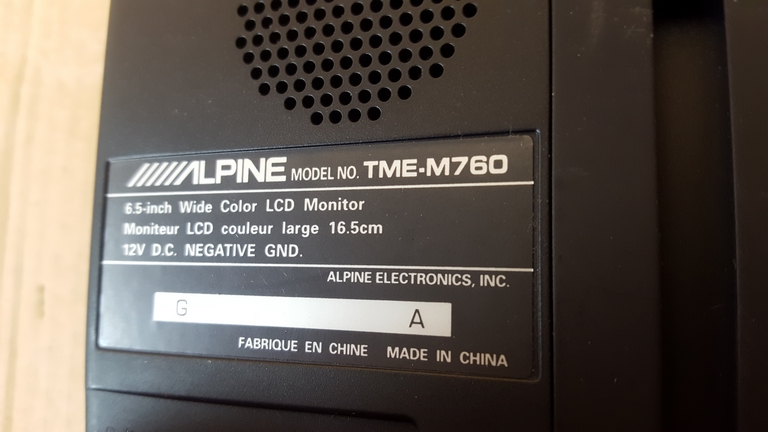 ALPINE MODEL NO. TME-M760
6.5-inch Wide Color LCD Monitor
Moniteur LCD couleur large 16.5cm
12V D.C. NEGATIVE GND.
ALPINE ELECTRONICS, INC.
G A
FABRIQUE EN CHINE MADE IN CHINA